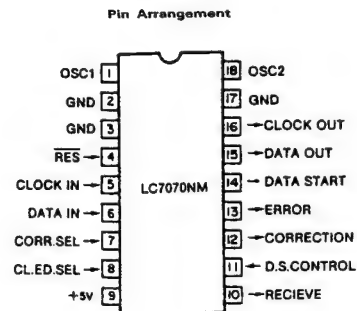 Pin Arrangement
OSC1 1 18 OSC2
GND 2 17 GND
GND 3 16 →CLOCK OUT
R̅E̅S̅→ 4 15 →DATA OUT
CLOCK IN→ 5 LC7070NM 14 →DATA START
DATA IN→ 6 13 →ERROR
CORR.SEL→ 7 12 →CORRECTION
CL.ED.SEL→ 8 11 ←D.S.CONTROL
+5V 9 10 →RECIEVE